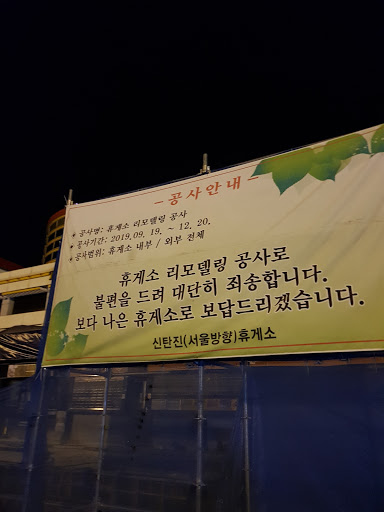 - 공사안내 -
* 공사명: 휴게소 리모델링 공사
* 공사기간: 2019.09. 19. ~ 12. 20.
* 공사범위: 휴게소 내부 / 외부 전체
휴게소 리모델링 공사로
불편을 드려 대단히 죄송합니다.
보다 나은 휴게소로 보답드리겠습니다.
신탄진(서울방향)휴게소